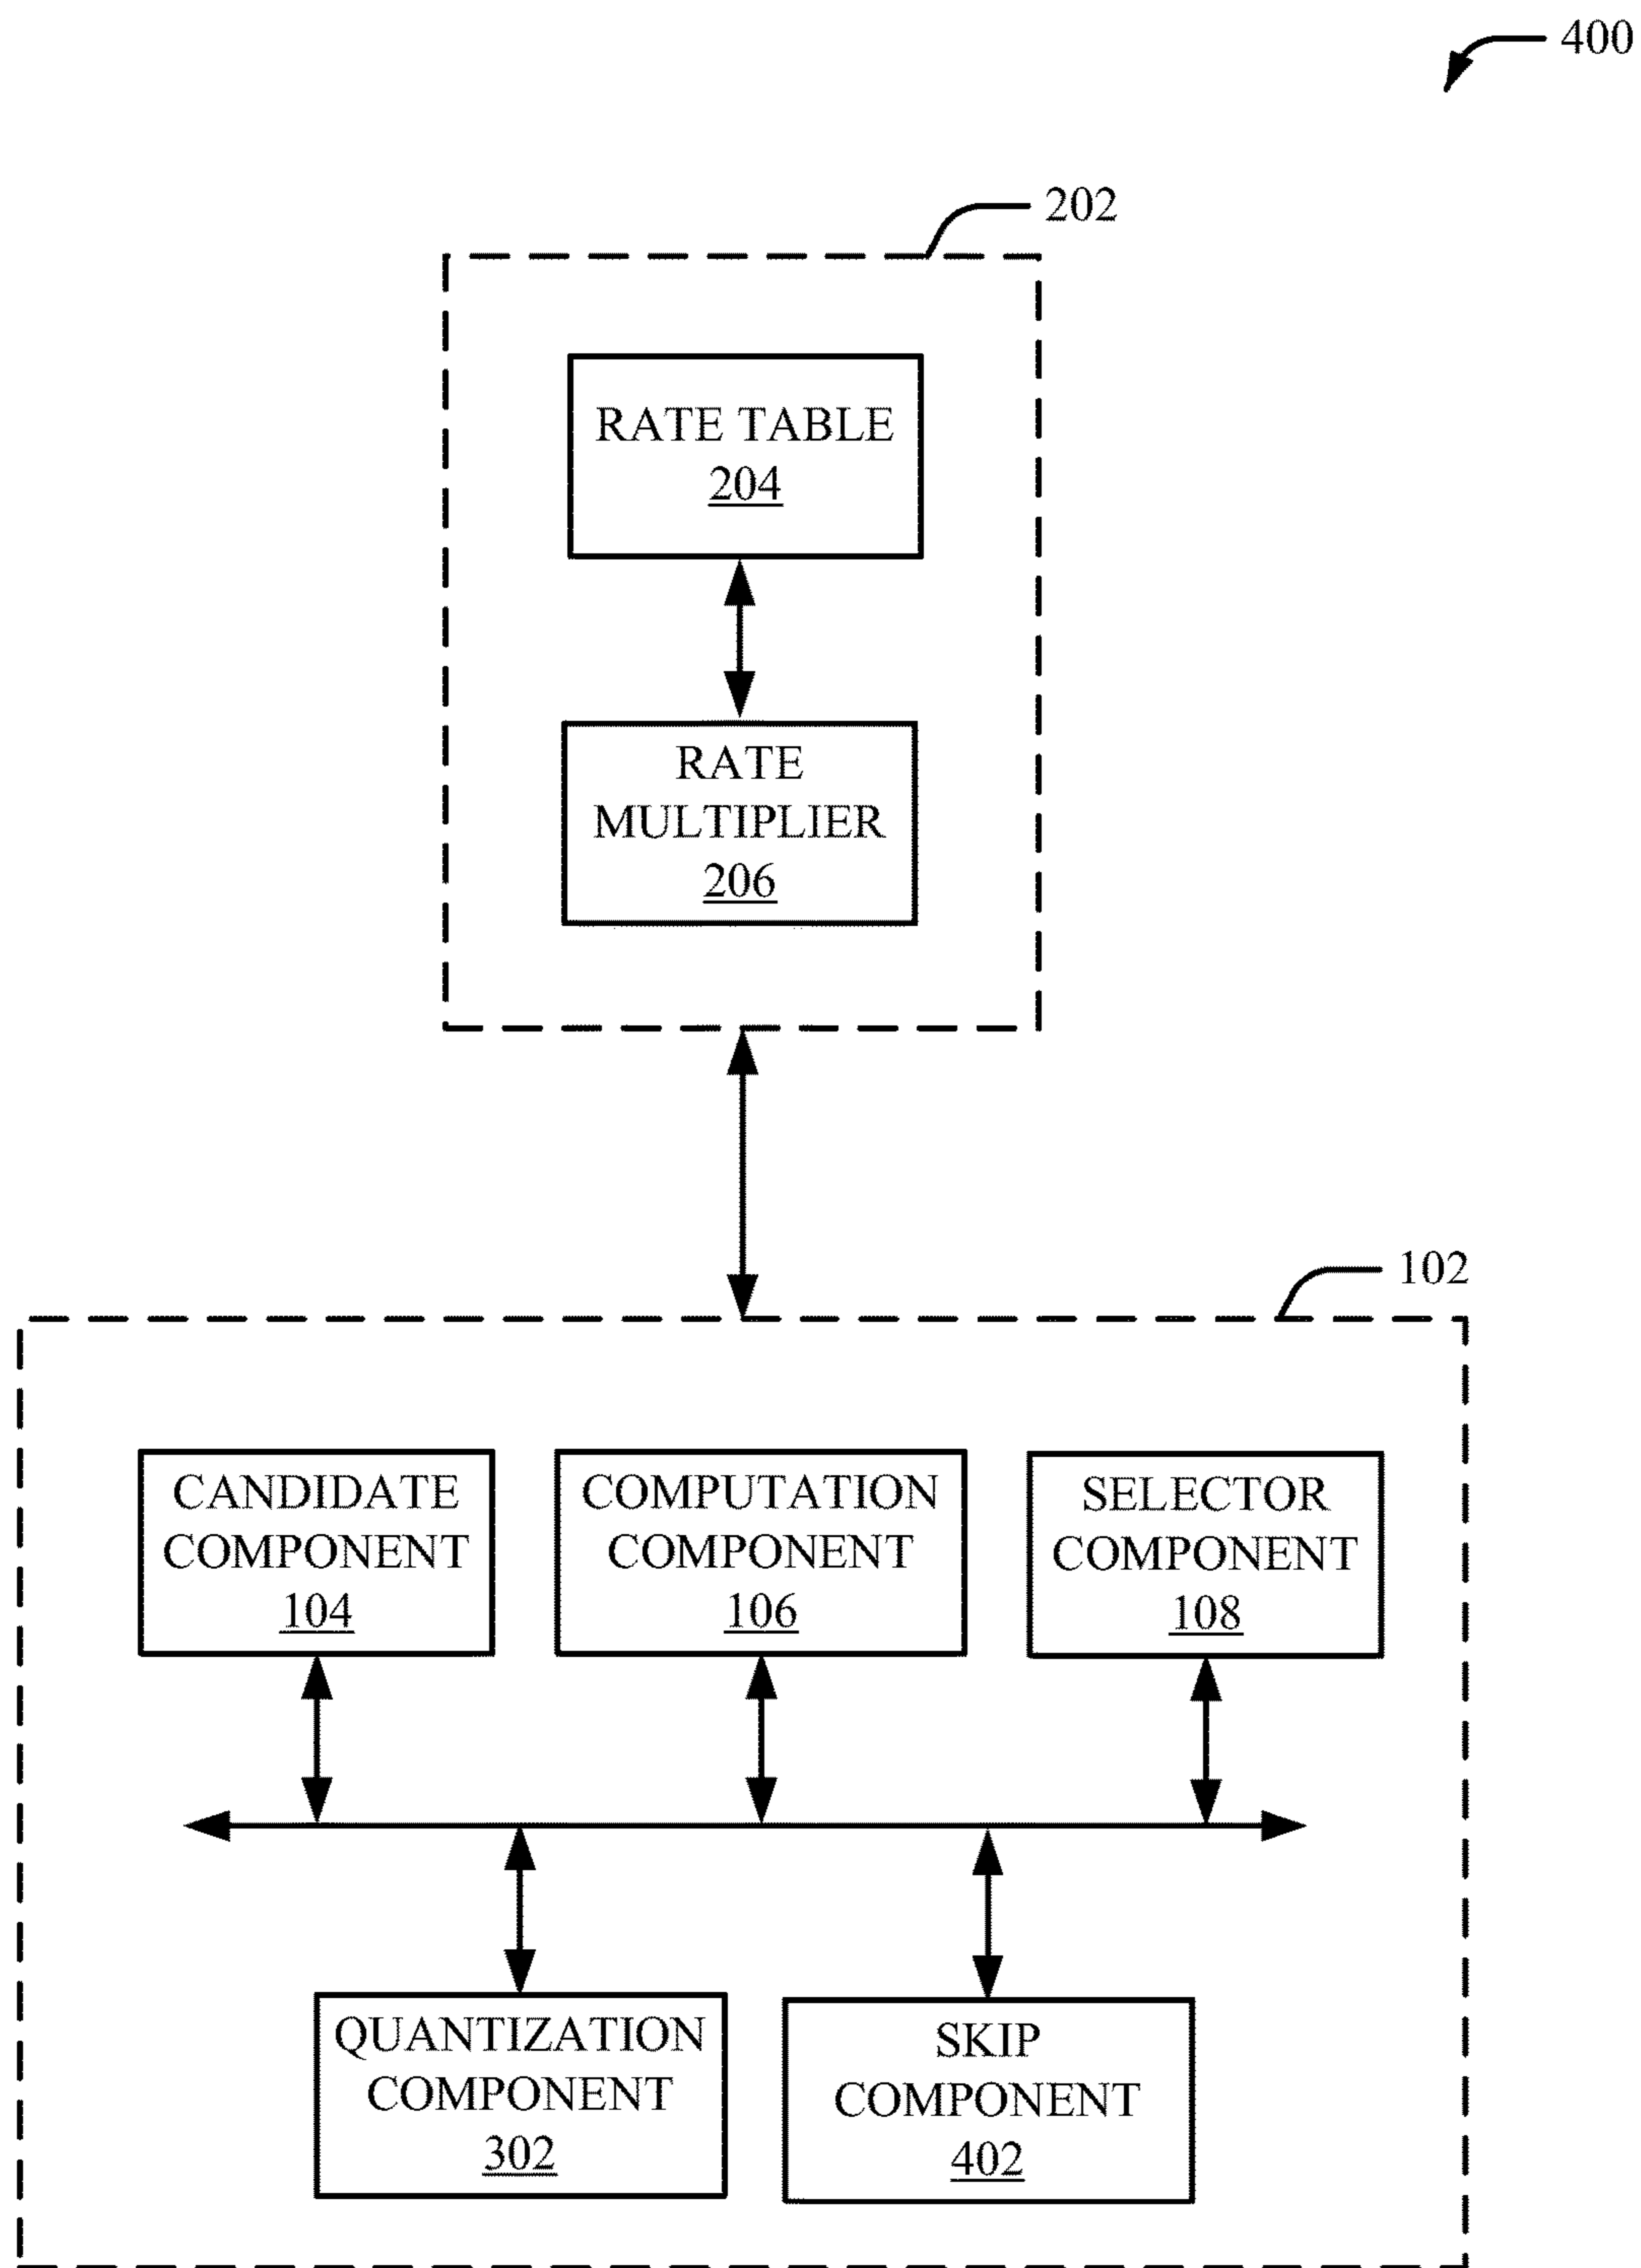 400
202
RATE TABLE
204
RATE
MULTIPLIER
206
102
CANDIDATE
COMPONENT
104
COMPUTATION
COMPONENT
106
SELECTOR
COMPONENT
108
QUANTIZATION
COMPONENT
302
SKIP
COMPONENT
402